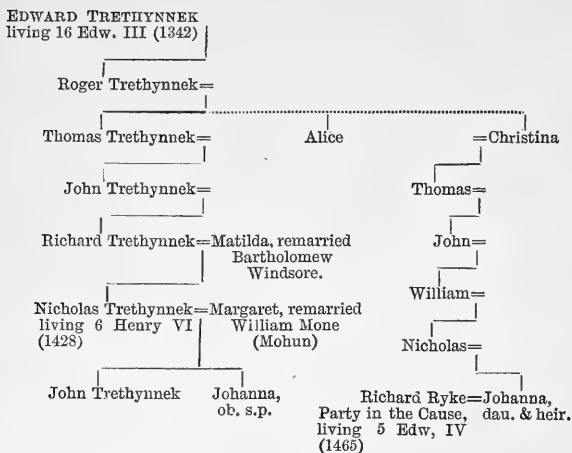 EDWARD TRETHYNNEK
living 16 Edw. III (1342)
Roger Trethynnek=
Thomas Trethynnek= Alice =Christina
John Trethynnek= Thomas=
Richard Trethynnek=Matilda, remarried John=
Bartholomew
Windsore.
William=
Nicholas Trethynnek=Margaret, remarried
living 6 Henry VI William Mone
(1428) (Mohun) Nicholas=
John Trethynnek Johanna, Richard Ryke=Johanna,
ob. s.p. Party in the Cause, dau. & heir.
living 5 Edw, IV
(1465)